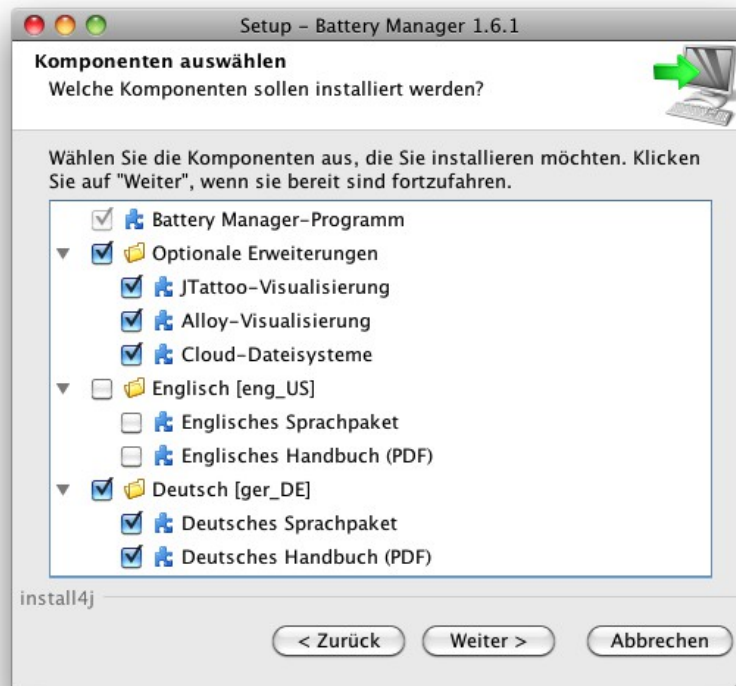 Setup – Battery Manager 1.6.1
Komponenten auswählen
Welche Komponenten sollen installiert werden?
Wählen Sie die Komponenten aus, die Sie installieren möchten. Klicken
Sie auf "Weiter", wenn sie bereit sind fortzufahren.
Battery Manager-Programm
Optionale Erweiterungen
JTattoo-Visualisierung
Alloy-Visualisierung
Cloud-Dateisysteme
Englisch [eng_US]
Englisches Sprachpaket
Englisches Handbuch (PDF)
Deutsch [ger_DE]
Deutsches Sprachpaket
Deutsches Handbuch (PDF)
install4j
< Zurück
Weiter >
Abbrechen